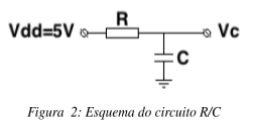 R
Vdd=5V Vc
C
Figura 2: Esquema do circuito R/C